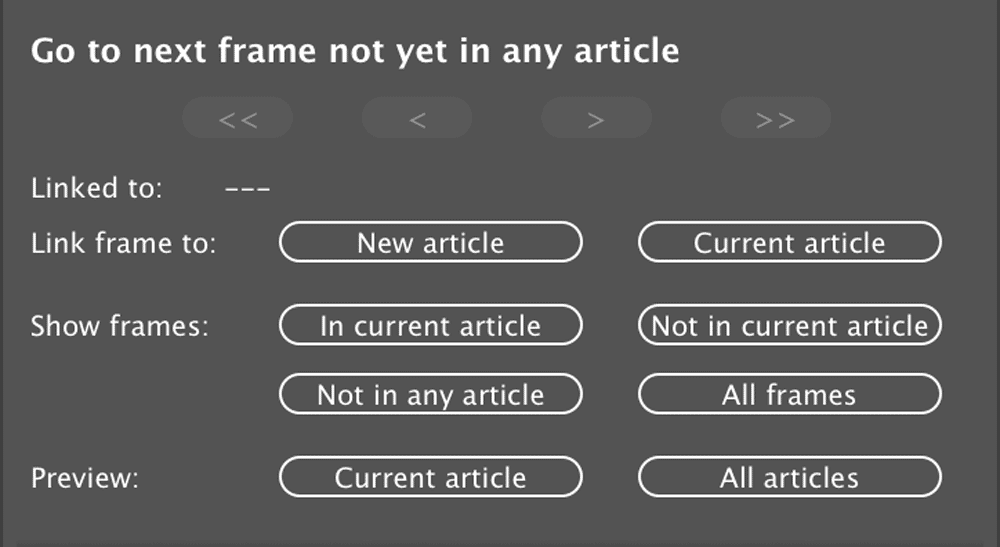 Go to next frame not yet in any article
<< < > >>
Linked to: ---
Link frame to: New article Current article
Show frames: In current article Not in current article
Not in any article All frames
Preview: Current article All articles